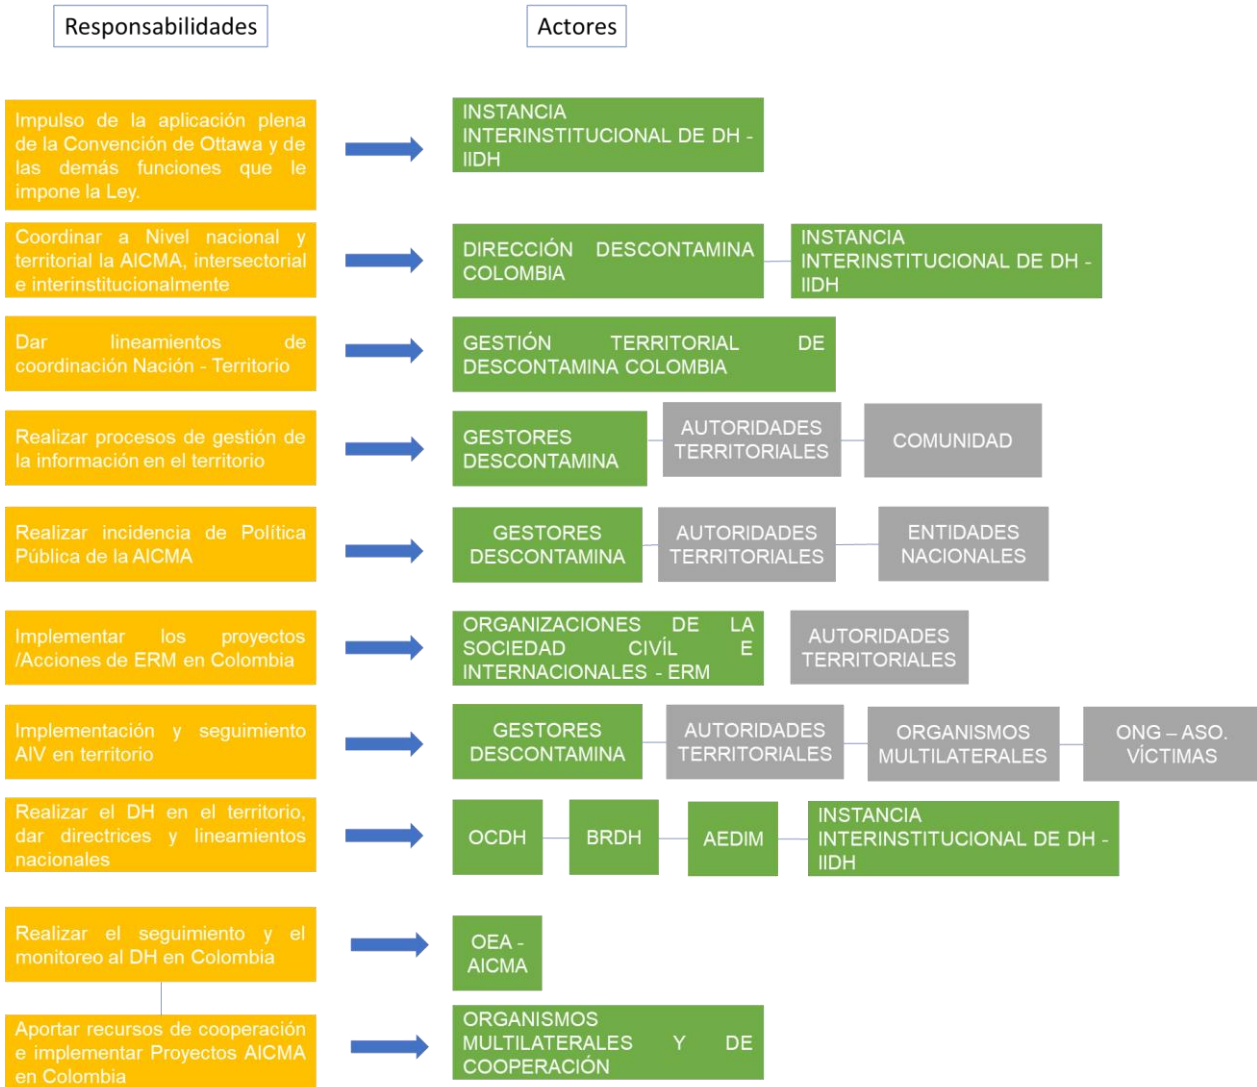 Responsabilidades
Actores
Impulso de la aplicación plena
de la Convención de Ottawa y de
las demás funciones que le
impone la Ley.
INSTANCIA
INTERINSTITUCIONAL DE DH -
IIDH
Coordinar a Nivel nacional y
territorial la AICMA, intersectorial
e interinstitucionalmente
DIRECCIÓN DESCONTAMINA
COLOMBIA
INSTANCIA
INTERINSTITUCIONAL DE DH -
IIDH
Dar lineamientos de
coordinación Nación - Territorio
GESTIÓN TERRITORIAL DE
DESCONTAMINA COLOMBIA
Realizar procesos de gestión de
la información en el territorio
GESTORES
DESCONTAMINA
AUTORIDADES
TERRITORIALES
COMUNIDAD
Realizar incidencia de Política
Pública de la AICMA
GESTORES
DESCONTAMINA
AUTORIDADES
TERRITORIALES
ENTIDADES
NACIONALES
Implementar los proyectos
/Acciones de ERM en Colombia
ORGANIZACIONES DE LA
SOCIEDAD CIVÍL E
INTERNACIONALES - ERM
AUTORIDADES
TERRITORIALES
Implementación y seguimiento
AIV en territorio
GESTORES
DESCONTAMINA
AUTORIDADES
TERRITORIALES
ORGANISMOS
MULTILATERALES
ONG – ASO.
VÍCTIMAS
Realizar el DH en el territorio,
dar directrices y lineamientos
nacionales
OCDH
BRDH
AEDIM
INSTANCIA
INTERINSTITUCIONAL DE DH -
IIDH
Realizar el seguimiento y el
monitoreo al DH en Colombia
OEA -
AICMA
Aportar recursos de cooperación
e implementar Proyectos AICMA
en Colombia
ORGANISMOS
MULTILATERALES Y DE
COOPERACIÓN